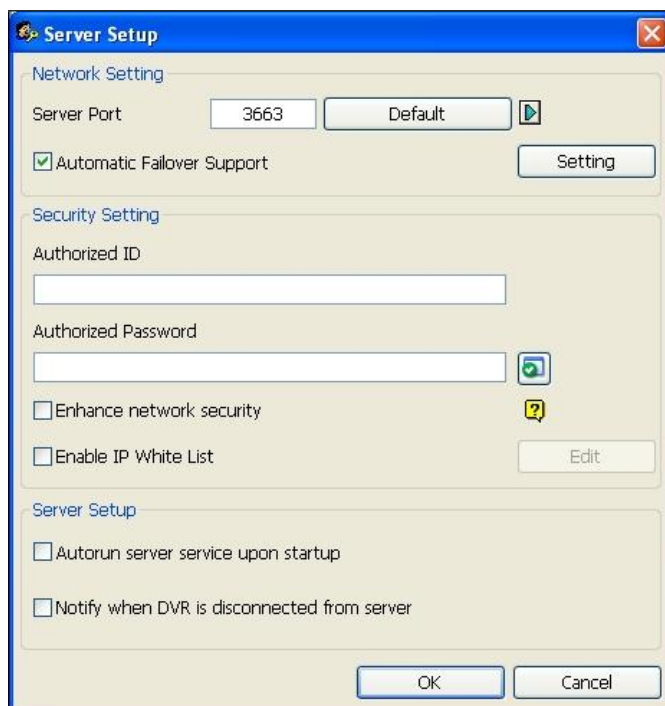 Server Setup
Network Setting
Server Port 3663 Default
Automatic Failover Support Setting
Security Setting
Authorized ID
Authorized Password
Enhance network security ?
Enable IP White List Edit
Server Setup
Autorun server service upon startup
Notify when DVR is disconnected from server
OK Cancel